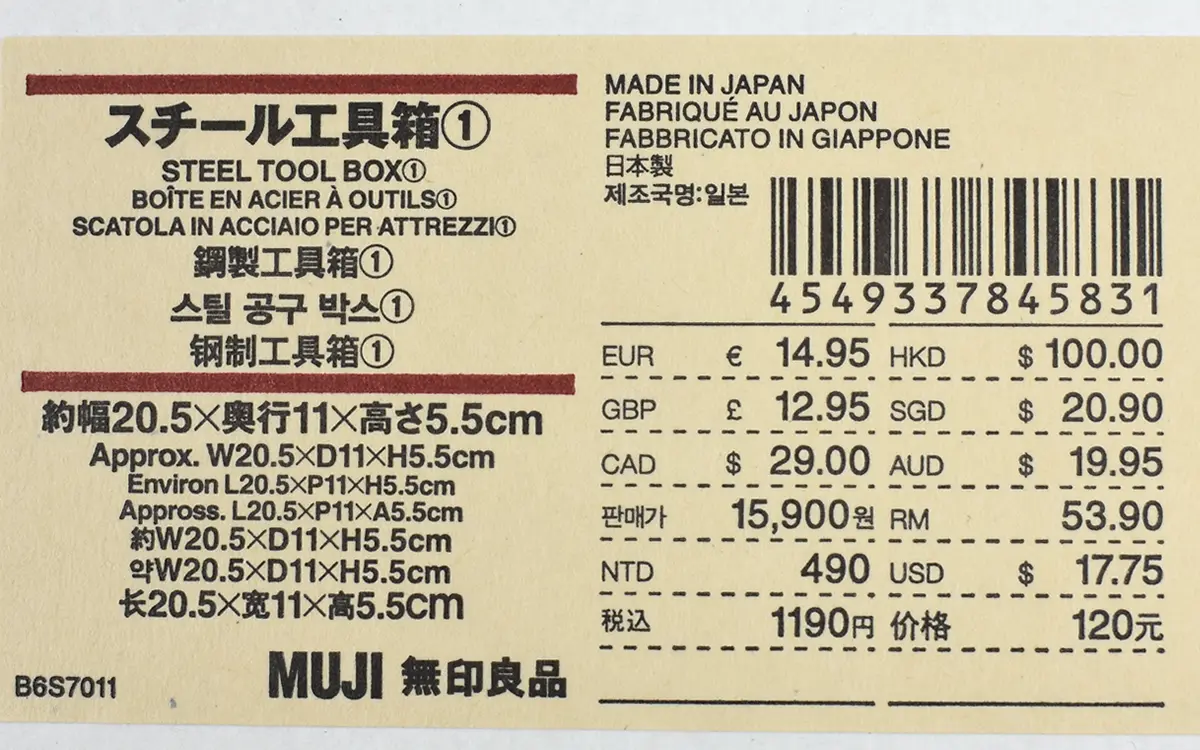 スチール工具箱①
STEEL TOOL BOX①
BOÎTE EN ACIER À OUTILS①
SCATOLA IN ACCIAIO PER ATTREZZI①
鋼製工具箱①
스틸 공구 박스①
钢制工具箱①
約幅20.5×奥行11×高さ5.5cm
Approx. W20.5×D11×H5.5cm
Environ L20.5×P11×H5.5cm
Appross. L20.5×P11×A5.5cm
約W20.5×D11×H5.5cm
약W20.5×D11×H5.5cm
长20.5×宽11×高5.5cm
B6S7011
MUJI 無印良品
MADE IN JAPAN
FABRIQUÉ AU JAPON
FABBRICATO IN GIAPPONE
日本製
제조국명:일본
4549337845831
EUR € 14.95 HKD $ 100.00
GBP £ 12.95 SGD $ 20.90
CAD $ 29.00 AUD $ 19.95
판매가 15,900원 RM 53.90
NTD 490 USD $ 17.75
税込 1190円 价格 120元